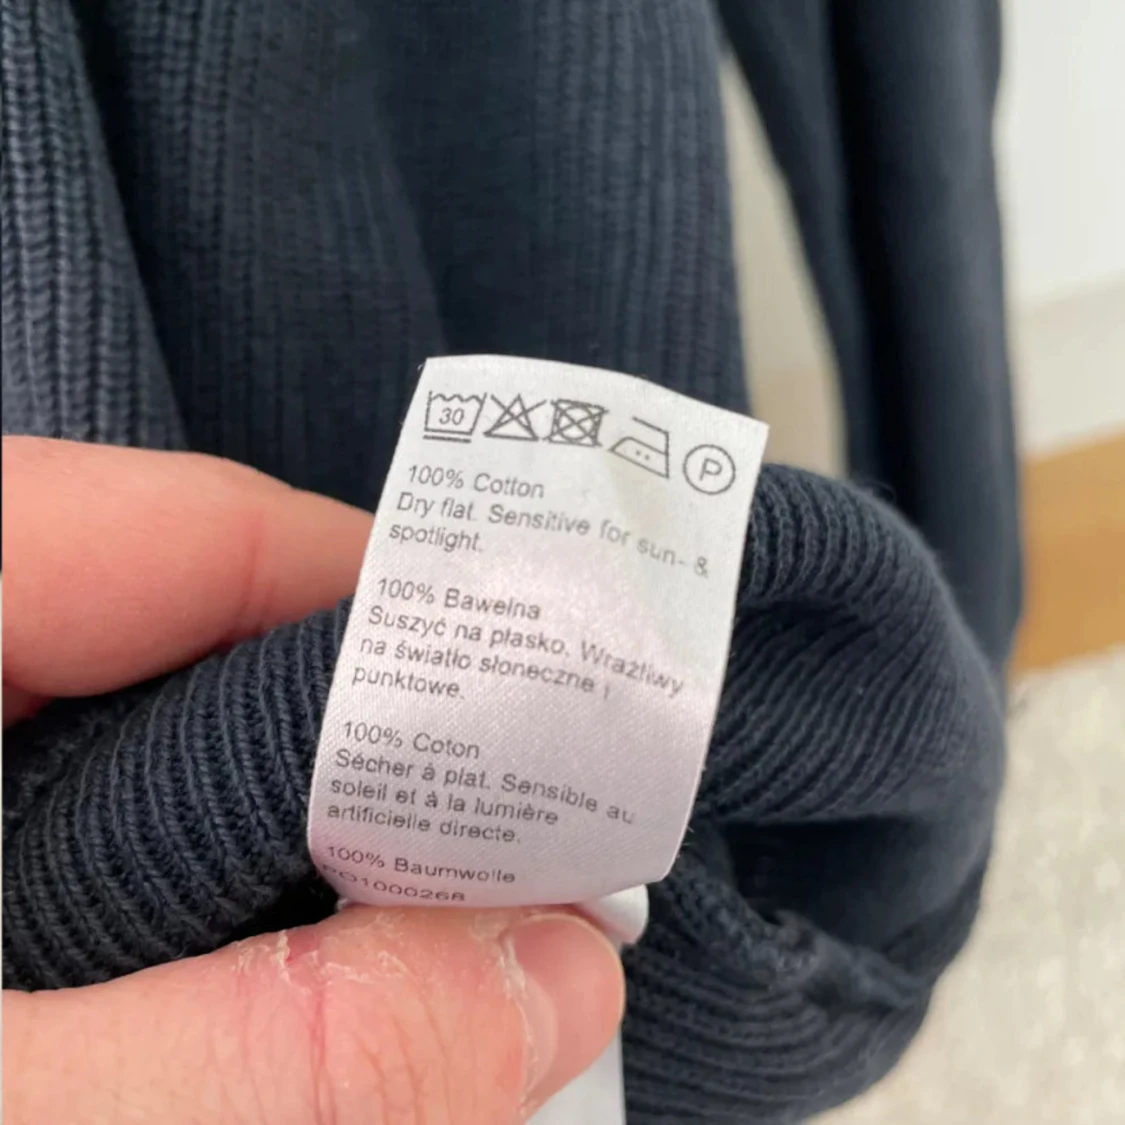 30
P
100% Cotton
Dry flat. Sensitive for sun- &
spotlight.
100% Bawełna
Suszyć na płasko. Wrażliwy
na światło słoneczne i
punktowe.
100% Coton
Sécher à plat. Sensible au
soleil et à la lumière
artificielle directe.
100% Baumwolle
PO1000268